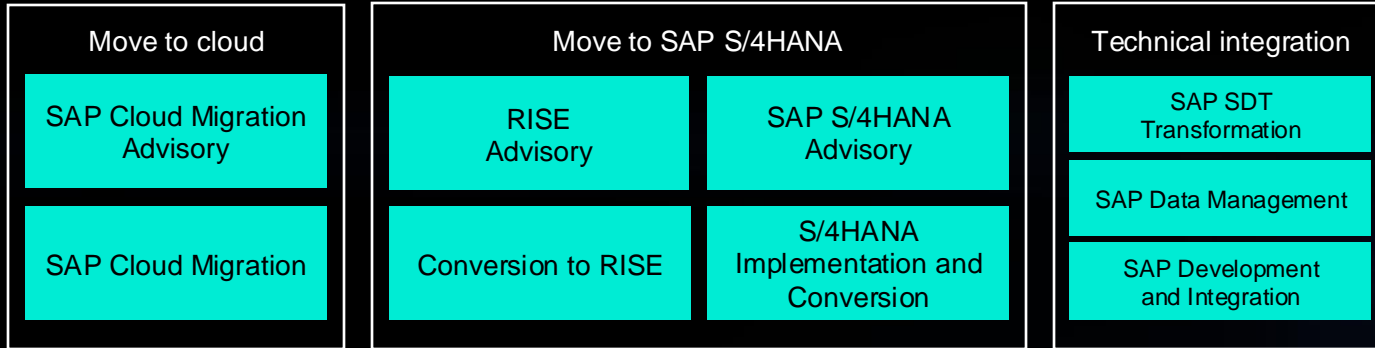 Move to cloud
SAP Cloud Migration
Advisory
SAP Cloud Migration
Move to SAP S/4HANA
RISE
Advisory
SAP S/4HANA
Advisory
Conversion to RISE
S/4HANA
Implementation and
Conversion
Technical integration
SAP SDT
Transformation
SAP Data Management
SAP Development
and Integration